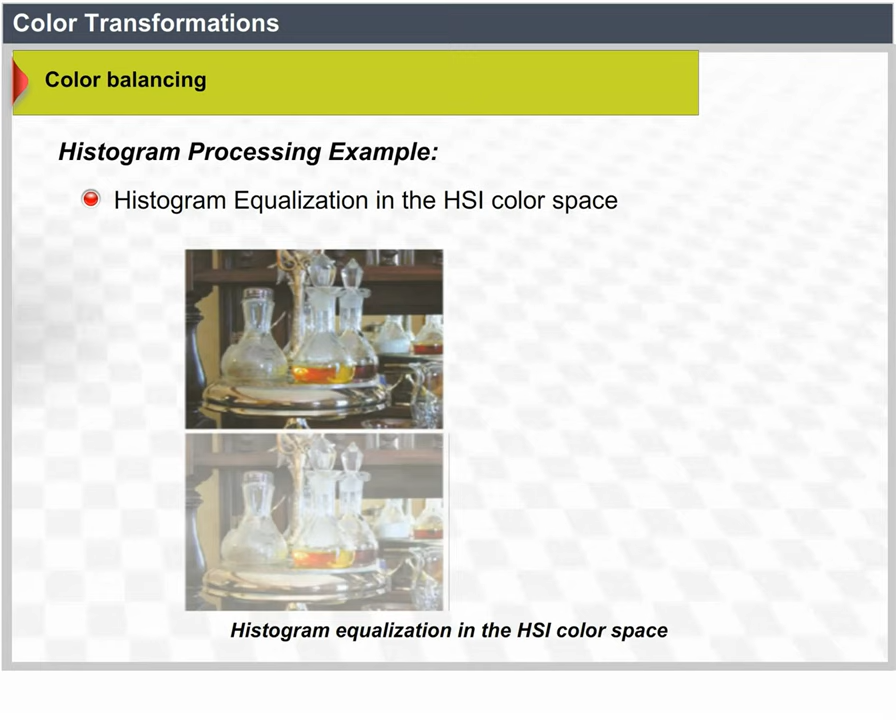 Color Transformations
Color balancing
Histogram Processing Example:
Histogram Equalization in the HSI color space
Histogram equalization in the HSI color space